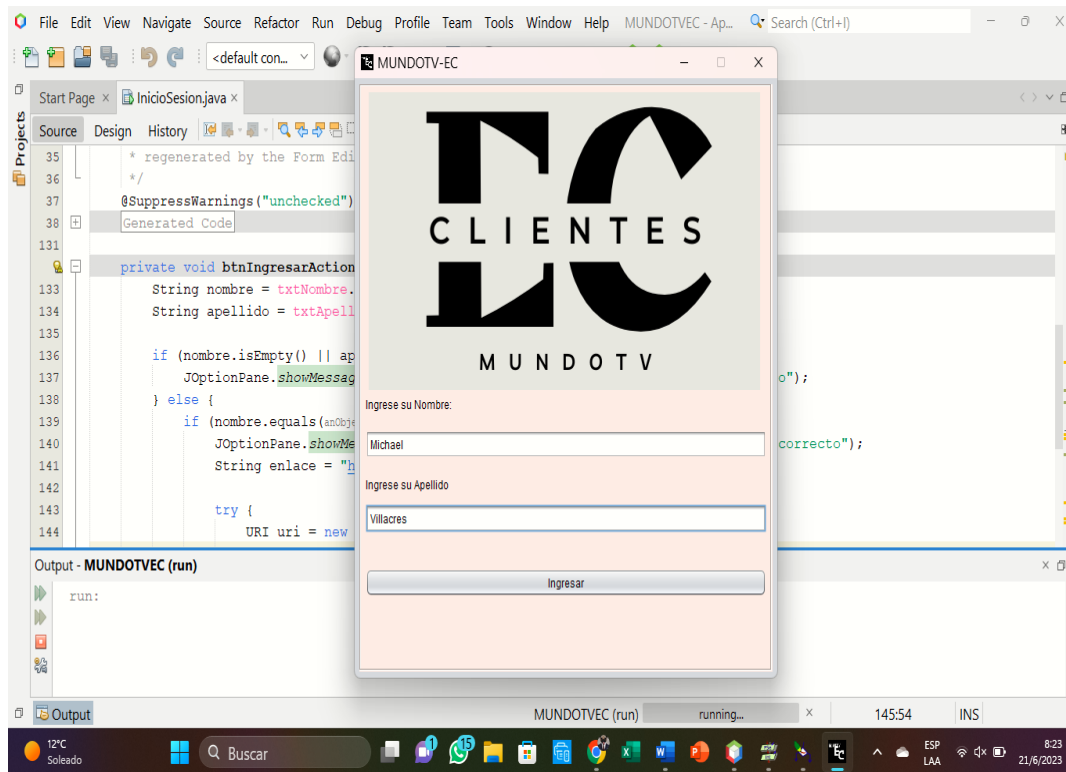 File Edit View Navigate Source Refactor Run Debug Profile Team Tools Window Help MUNDOTVEC - Ap... Search (Ctrl+I)
<default con...
MUNDOTV-EC
Start Page InicioSesion.java
Projects
Source Design History
35 * regenerated by the Form Edi
36 */
37 @SuppressWarnings("unchecked")
38 Generated Code
131
private void btnIngresarAction
133 String nombre = txtNombre.
134 String apellido = txtApell
135
136 if (nombre.isEmpty() || ap
137 JOptionPane.showMessag o");
138 } else {
139 if (nombre.equals(anObje
140 JOptionPane.showMe correcto");
141 String enlace = "h
142
143 try {
144 URI uri = new
EC
CLIENTES
MUNDOTV
Ingrese su Nombre:
Michael
Ingrese su Apellido
Villacres
Ingresar
Output - MUNDOTVEC (run)
run:
Output MUNDOTVEC (run) running... 145:54 INS
12°C
Soleado
Buscar
1
15
EC
ESP
LAA
8:23
21/6/2023